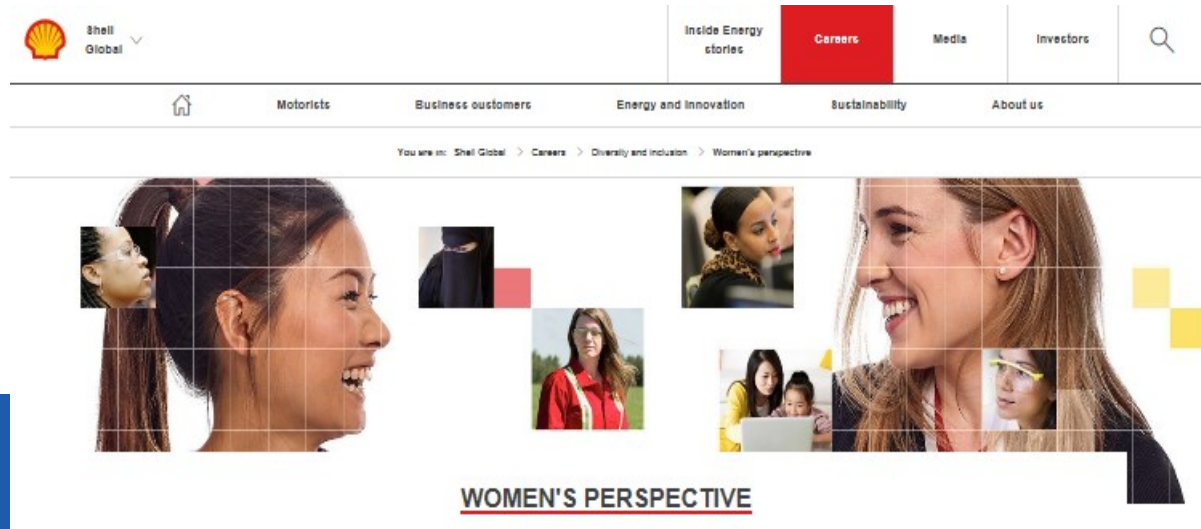 Shell
Global
Inside Energy
stories
Careers
Media
Investors
Motorists
Business customers
Energy and Innovation
Sustainability
About us
You are in: Shell Global > Careers > Diversity and inclusion > Women's perspective
WOMEN'S PERSPECTIVE